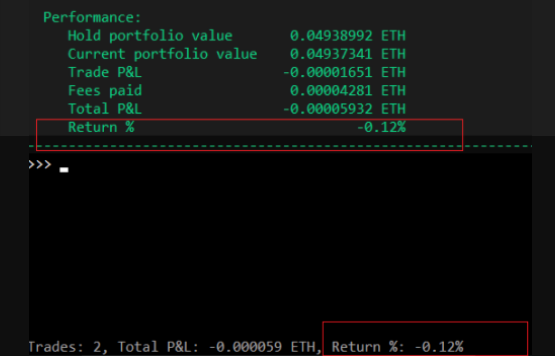 Performance:
Hold portfolio value 0.04938992 ETH
Current portfolio value 0.04937341 ETH
Trade P&L -0.00001651 ETH
Fees paid 0.00004281 ETH
Total P&L -0.00005932 ETH
Return % -0.12%
>>>
Trades: 2, Total P&L: -0.000059 ETH, Return %: -0.12%